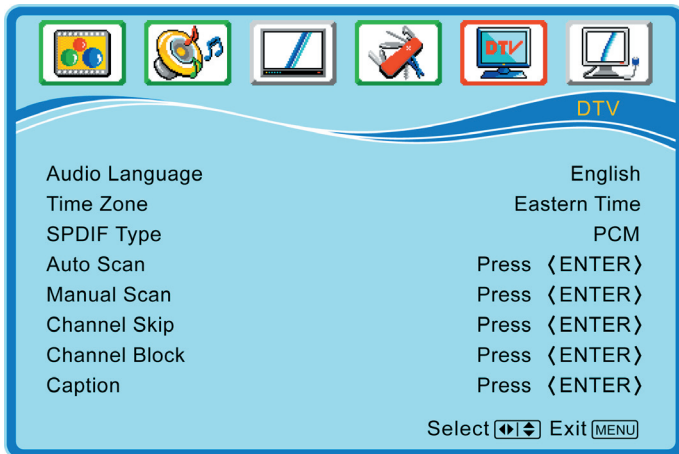 DTV
DTV
Audio Language English
Time Zone Eastern Time
SPDIF Type PCM
Auto Scan Press 〈ENTER〉
Manual Scan Press 〈ENTER〉
Channel Skip Press 〈ENTER〉
Channel Block Press 〈ENTER〉
Caption Press 〈ENTER〉
Select Exit MENU